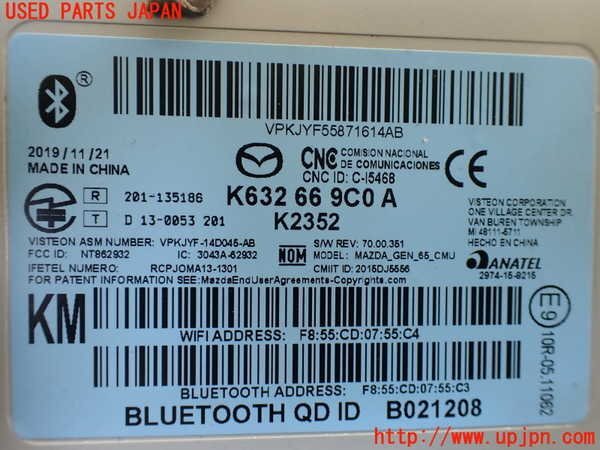 USED PARTS JAPAN
VPKJYF55871614AB
2019/11/21
MADE IN CHINA
CNC COMISION NACIONAL DE COMUNICACIONES
CNC ID: C-15468
CE
R 201-135186
T D 13-0053 201
K632 66 9C0 A
K2352
VISTEON CORPORATION
ONE VILLAGE CENTER DR.
VAN BUREN TOWNSHIP
MI 48111-5711
HECHO EN CHINA
VISTEON ASM NUMBER: VPKJYF-14D045-AB
FCC ID: NT862932
IC: 3043A-62932
IFETEL NUMERO: RCPJOMA13-1301
NOM
S/W REV: 70.00.351
MODEL: MAZDA_GEN_65_CMU
CMIIT ID: 2015DJ5556
ANATEL
2974-15-8215
FOR PATENT INFORMATION SEE: MazdaEndUserAgreements-Copyrights.com
KM
WIFI ADDRESS: F8:55:CD:07:55:C4
E9
10R-05.11062
BLUETOOTH ADDRESS: F8:55:CD:07:55:C3
BLUETOOTH QD ID B021208
https://www.upjpn.com